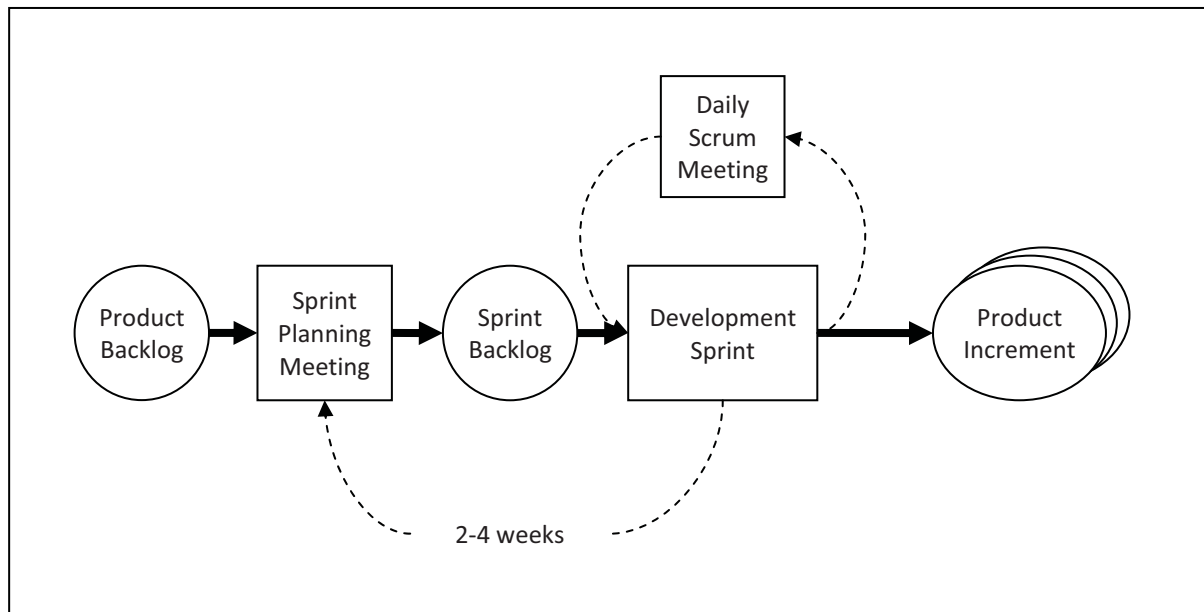 Daily
Scrum
Meeting
Product
Backlog
Sprint
Planning
Meeting
Sprint
Backlog
Development
Sprint
Product
Increment
2-4 weeks